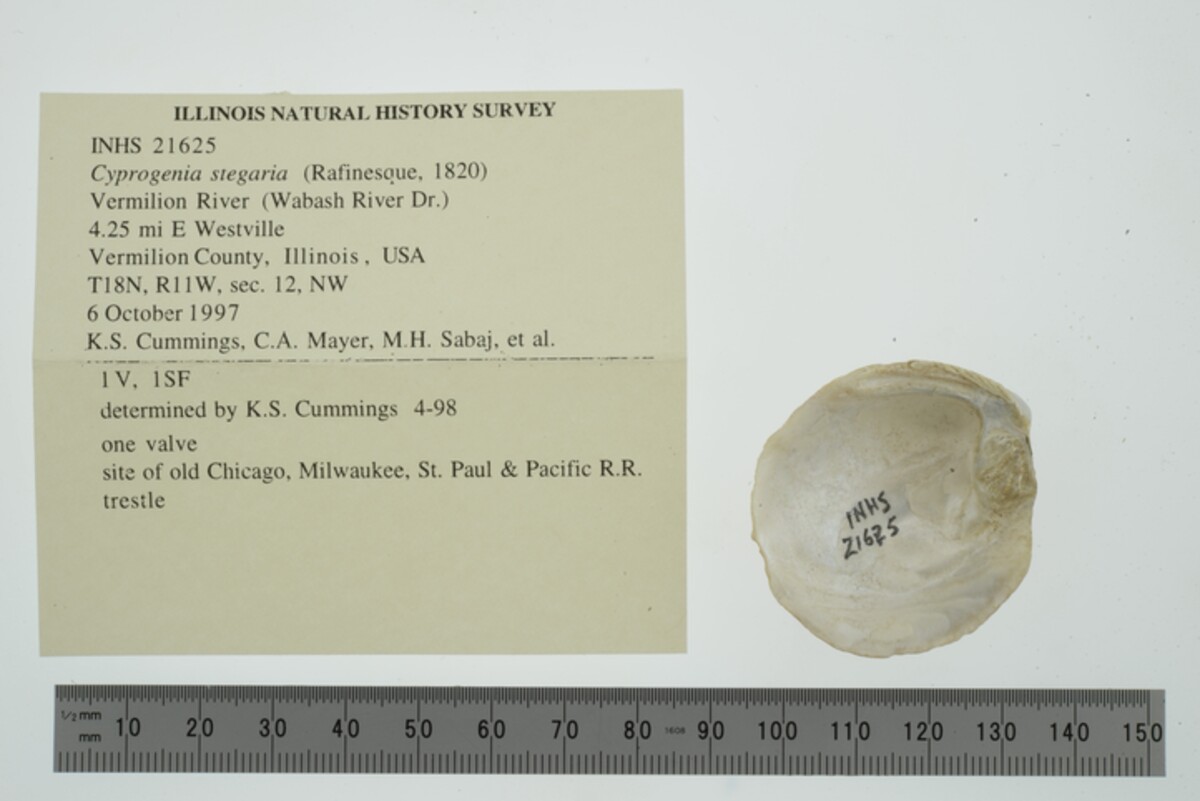 ILLINOIS NATURAL HISTORY SURVEY
INHS 21625
Cyprogenia stegaria (Rafinesque, 1820)
Vermilion River (Wabash River Dr.)
4.25 mi E Westville
Vermilion County, Illinois, USA
T18N, R11W, sec. 12, NW
6 October 1997
K.S. Cummings, C.A. Mayer, M.H. Sabaj, et al.
1 V, 1SF
determined by K.S. Cummings 4-98
one valve
site of old Chicago, Milwaukee, St. Paul & Pacific R.R.
trestle
INHS
21625
1/2 mm
mm 10 20 30 40 50 60 70 80 1608 90 100 110 120 130 140 150